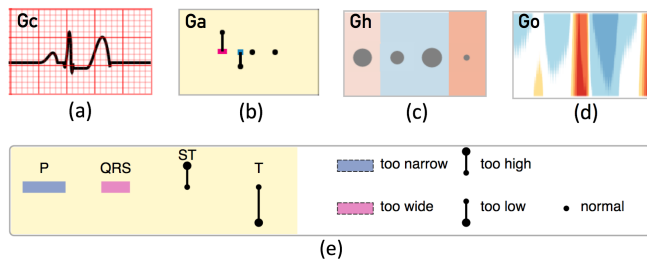 Gc
Ga
Gh
Go
(a)
(b)
(c)
(d)
P
QRS
ST
T
too narrow
too high
too wide
too low
normal
(e)